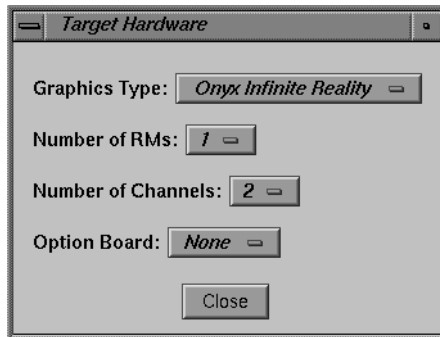 Target Hardware
Graphics Type: Onyx Infinite Reality
Number of RMs: 1
Number of Channels: 2
Option Board: None
Close